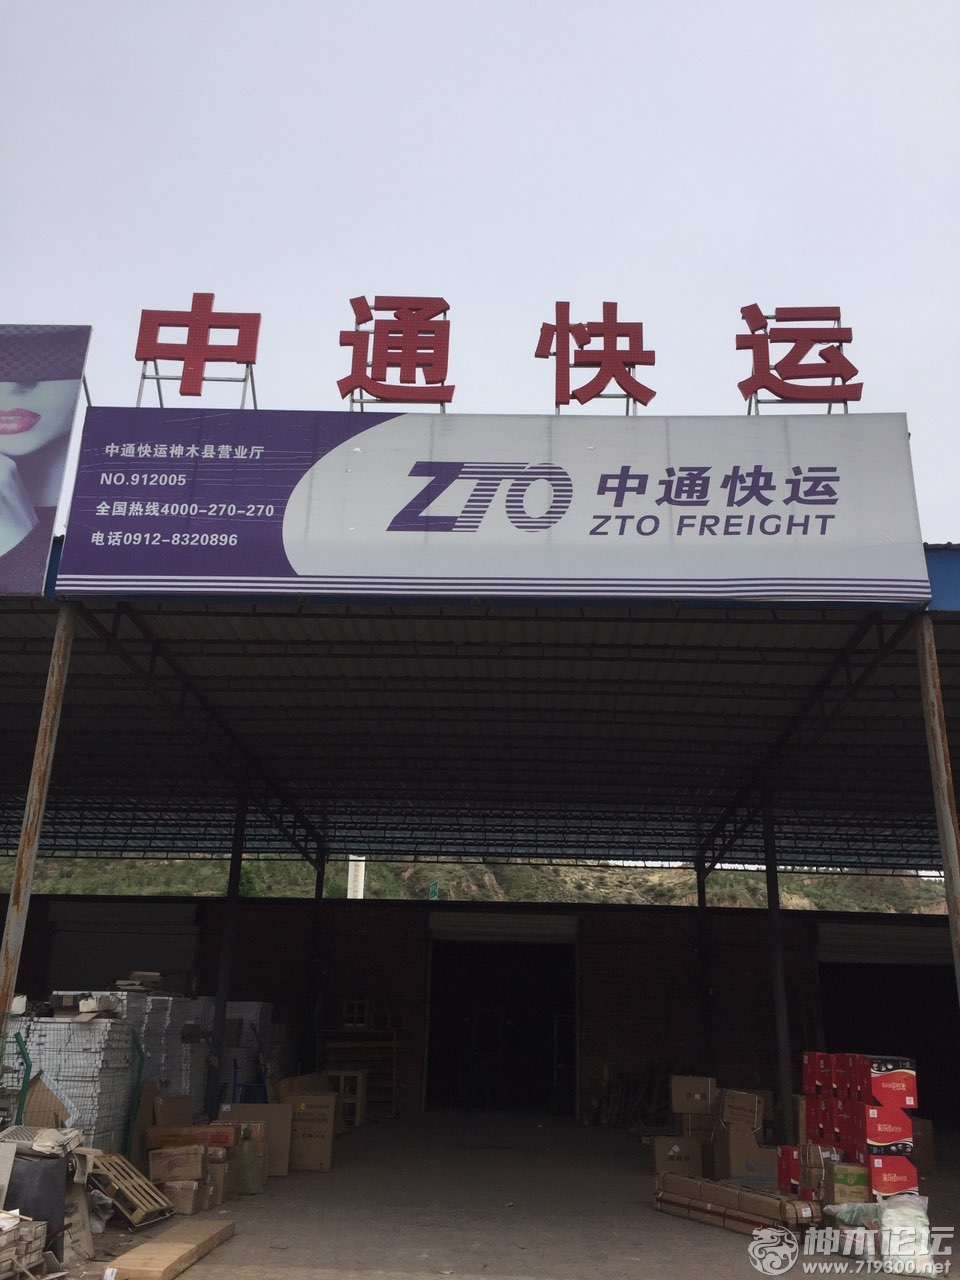 中通快运
中通快运神木县营业厅
NO.912005
全国热线4000-270-270
电话0912-8320896
ZTO 中通快运
ZTO FREIGHT
神木论坛
www.719300.net